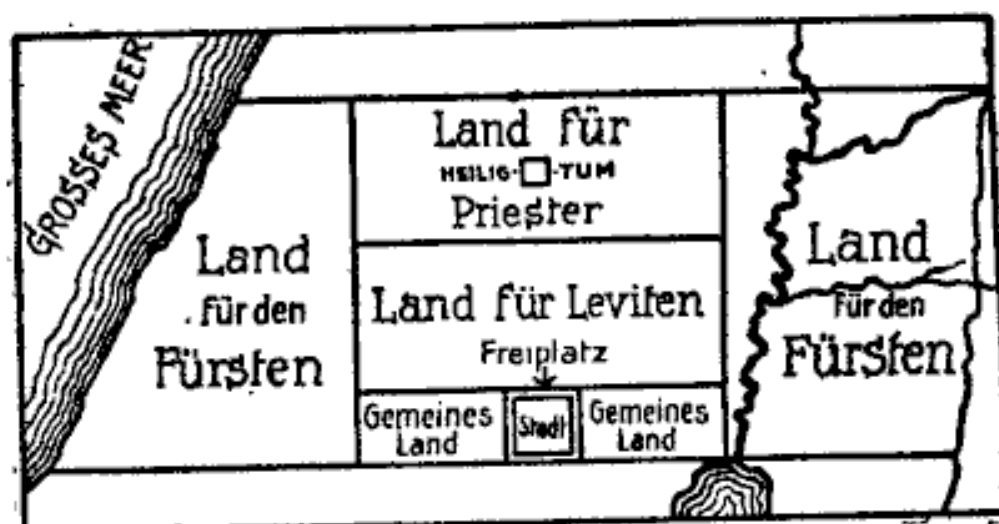 GROSSES MEER
Land
für den
Fürsten
Land für
HEILIG-TUM
Priester
Land für Leviten
Freiplatz
Gemeines
Land
Stadt
Gemeines
Land
Land
Für den
Fürsten